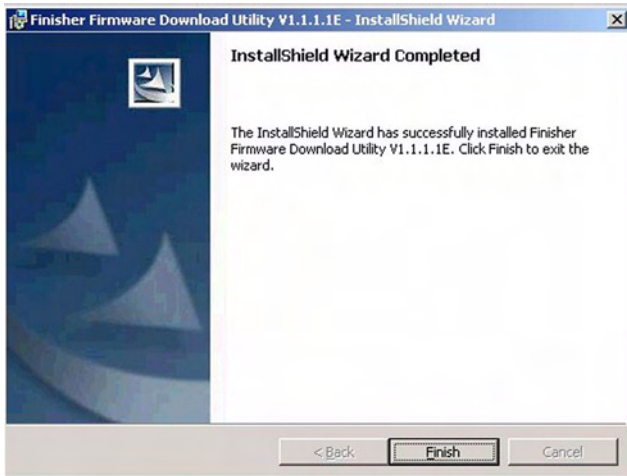 Finisher Firmware Download Utility V1.1.1.1E - InstallShield Wizard
InstallShield Wizard Completed
The InstallShield Wizard has successfully installed Finisher
Firmware Download Utility V1.1.1.1E. Click Finish to exit the
wizard.
< Back
Finish
Cancel